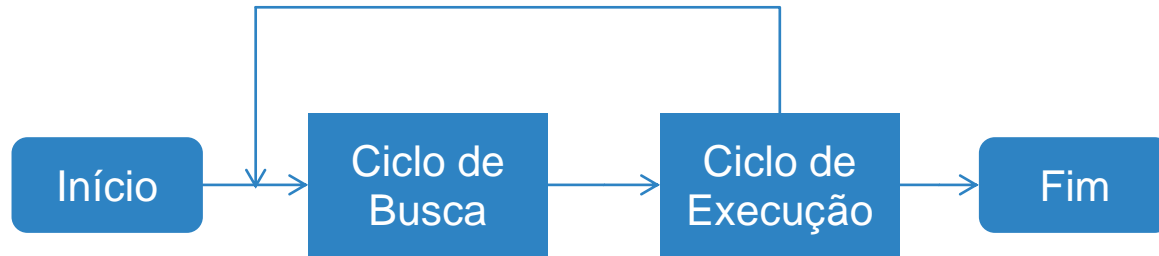 Início
Ciclo de
Busca
Ciclo de
Execução
Fim